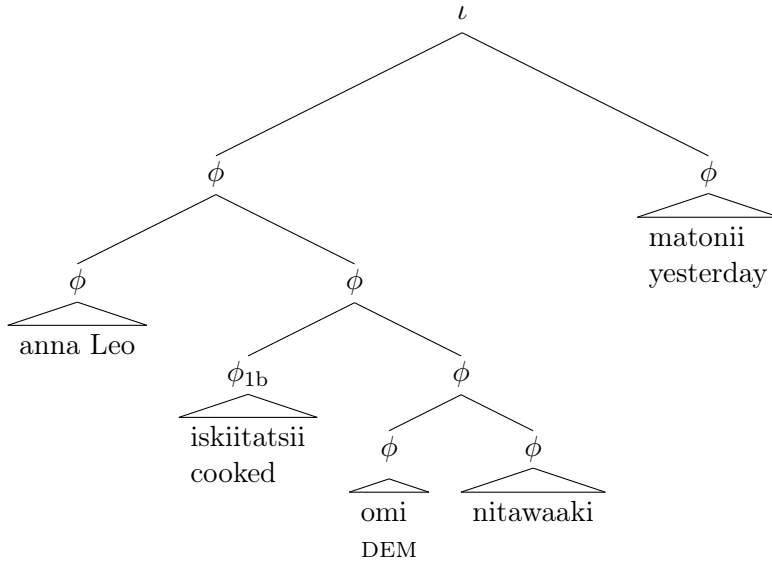 ι
ϕ ϕ
matonii
yesterday
ϕ ϕ
anna Leo
ϕ1b ϕ
iskiitatsii
cooked
ϕ ϕ
omi nitawaaki
DEM